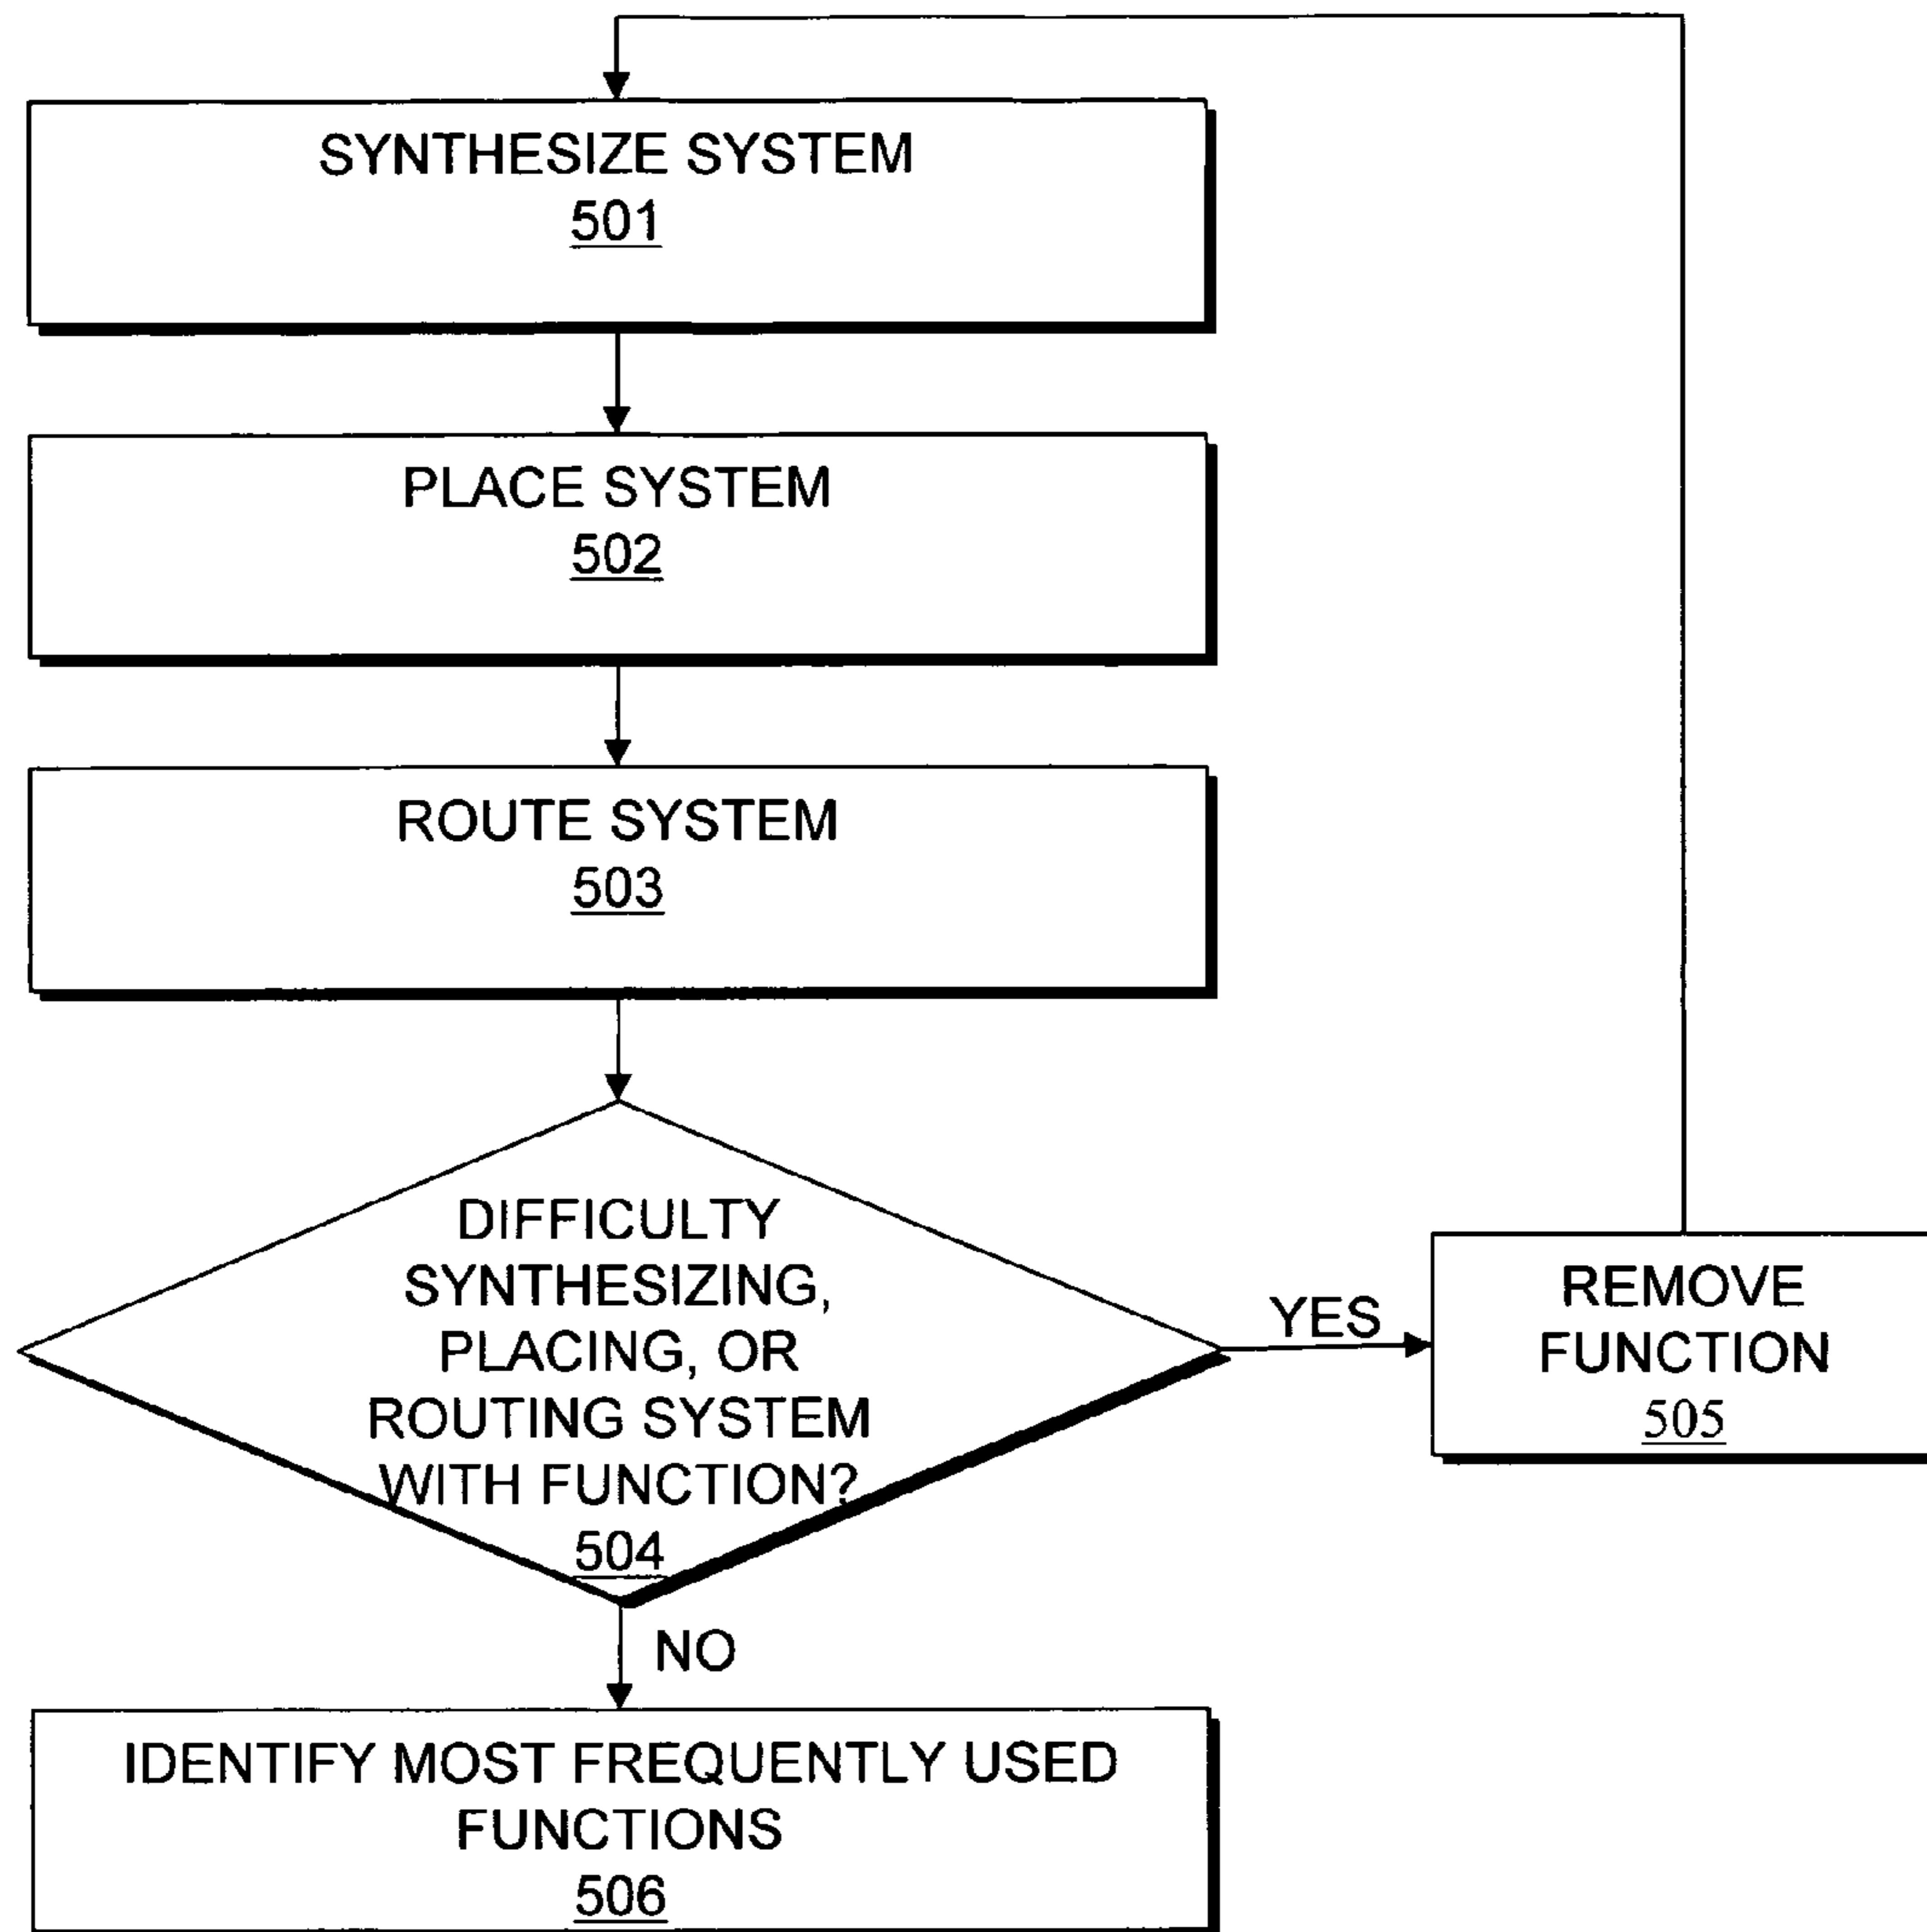 SYNTHESIZE SYSTEM
501
PLACE SYSTEM
502
ROUTE SYSTEM
503
DIFFICULTY
SYNTHESIZING,
PLACING, OR
ROUTING SYSTEM
WITH FUNCTION?
504
YES
REMOVE
FUNCTION
505
NO
IDENTIFY MOST FREQUENTLY USED
FUNCTIONS
506